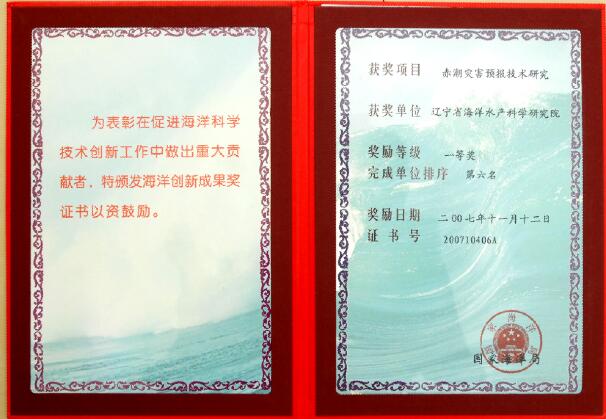 为表彰在促进海洋科学
技术创新工作中做出重大贡
献者，特颁发海洋创新成果奖
证书以资鼓励。
获奖项目 赤潮灾害预报技术研究
获奖单位 辽宁省海洋水产科学研究院
奖励等级 一等奖
完成单位排序 第六名
奖励日期 二00七年十一月十二日
证书号 200710406A
国家海洋局
国家海洋局